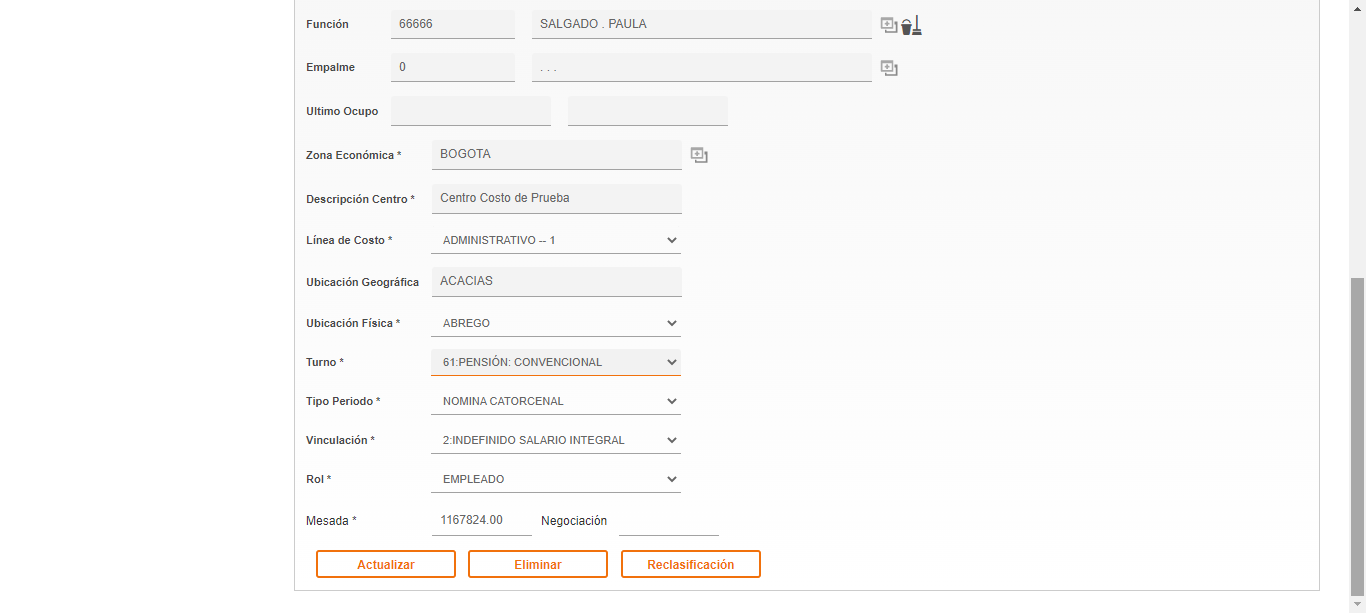 Función 66666 SALGADO . PAULA
Empalme 0 . . .
Ultimo Ocupo
Zona Económica * BOGOTA
Descripción Centro * Centro Costo de Prueba
Línea de Costo * ADMINISTRATIVO -- 1
Ubicación Geográfica ACACIAS
Ubicación Física * ABREGO
Turno * 61:PENSIÓN: CONVENCIONAL
Tipo Periodo * NOMINA CATORCENAL
Vinculación * 2:INDEFINIDO SALARIO INTEGRAL
Rol * EMPLEADO
Mesada * 1167824.00 Negociación
Actualizar Eliminar Reclasificación